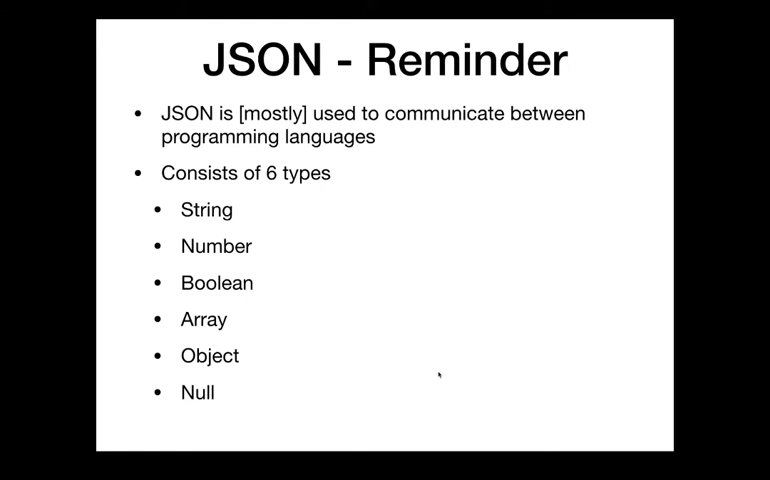 JSON - Reminder
• JSON is [mostly] used to communicate between
programming languages
• Consists of 6 types
• String
• Number
• Boolean
• Array
• Object
• Null